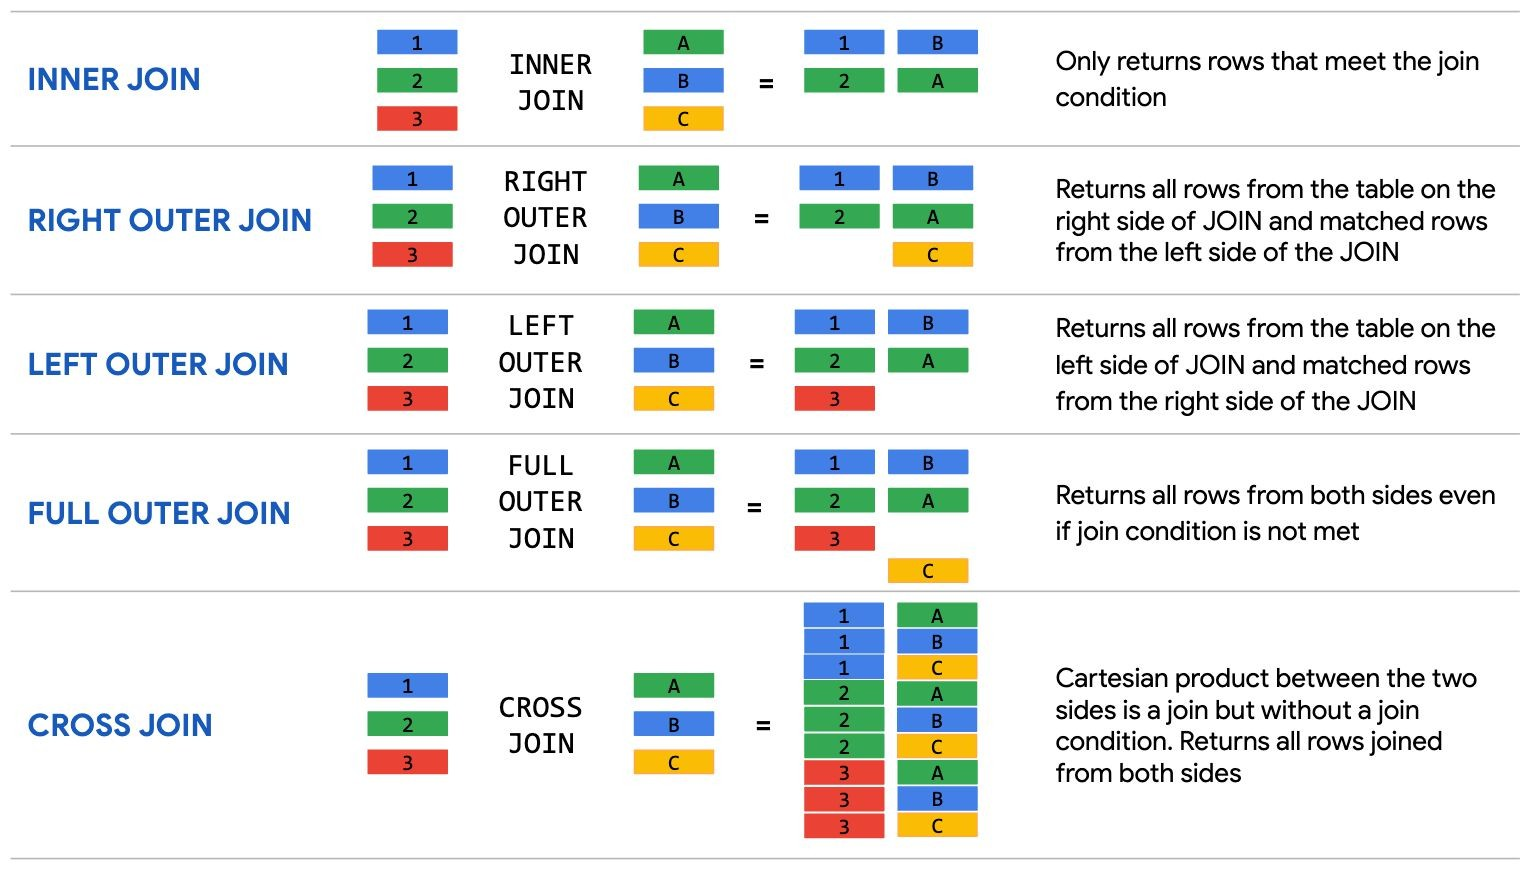 INNER JOIN
1
2
3
INNER
JOIN
A
B
C
=
1 B
2 A
Only returns rows that meet the join
condition
RIGHT OUTER JOIN
1
2
3
RIGHT
OUTER
JOIN
A
B
C
=
1 B
2 A
C
Returns all rows from the table on the
right side of JOIN and matched rows
from the left side of the JOIN
LEFT OUTER JOIN
1
2
3
LEFT
OUTER
JOIN
A
B
C
=
1 B
2 A
3
Returns all rows from the table on the
left side of JOIN and matched rows
from the right side of the JOIN
FULL OUTER JOIN
1
2
3
FULL
OUTER
JOIN
A
B
C
=
1 B
2 A
3
C
Returns all rows from both sides even
if join condition is not met
CROSS JOIN
1
2
3
CROSS
JOIN
A
B
C
=
1 A
1 B
1 C
2 A
2 B
2 C
3 A
3 B
3 C
Cartesian product between the two
sides is a join but without a join
condition. Returns all rows joined
from both sides